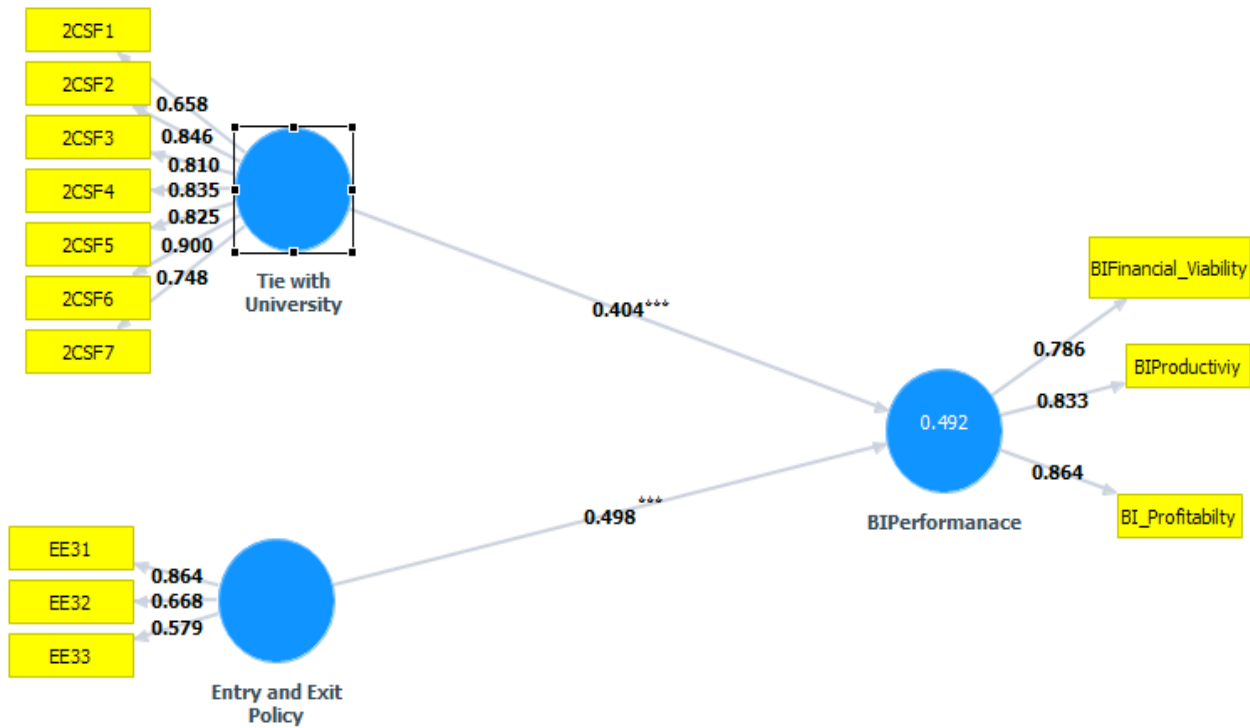 2CSF1
2CSF2
2CSF3
2CSF4
2CSF5
2CSF6
2CSF7
0.658
0.846
0.810
0.835
0.825
0.900
0.748
Tie with
University
0.404***
0.498***
EE31
EE32
EE33
0.864
0.668
0.579
Entry and Exit
Policy
0.492
BIPerformanace
0.786
0.833
0.864
BIFinancial_Viability
BIProductiviy
BI_Profitabilty